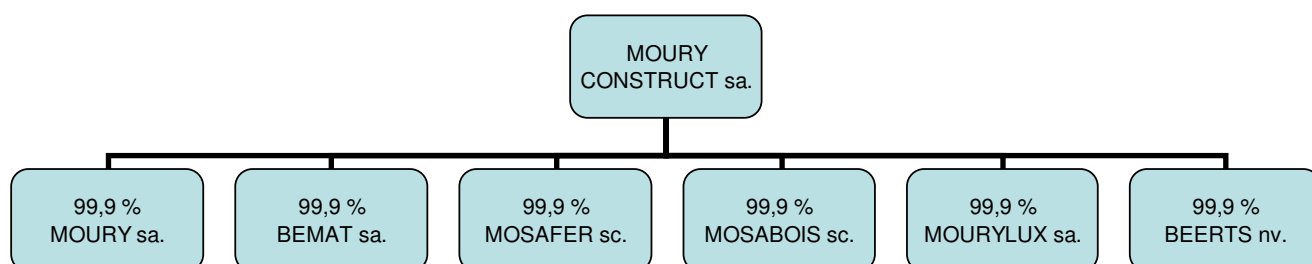 MOURY
CONSTRUCT sa.
99,9 %
MOURY sa.
99,9 %
BEMAT sa.
99,9 %
MOSAFER sc.
99,9 %
MOSABOIS sc.
99,9 %
MOURYLUX sa.
99,9 %
BEERTS nv.